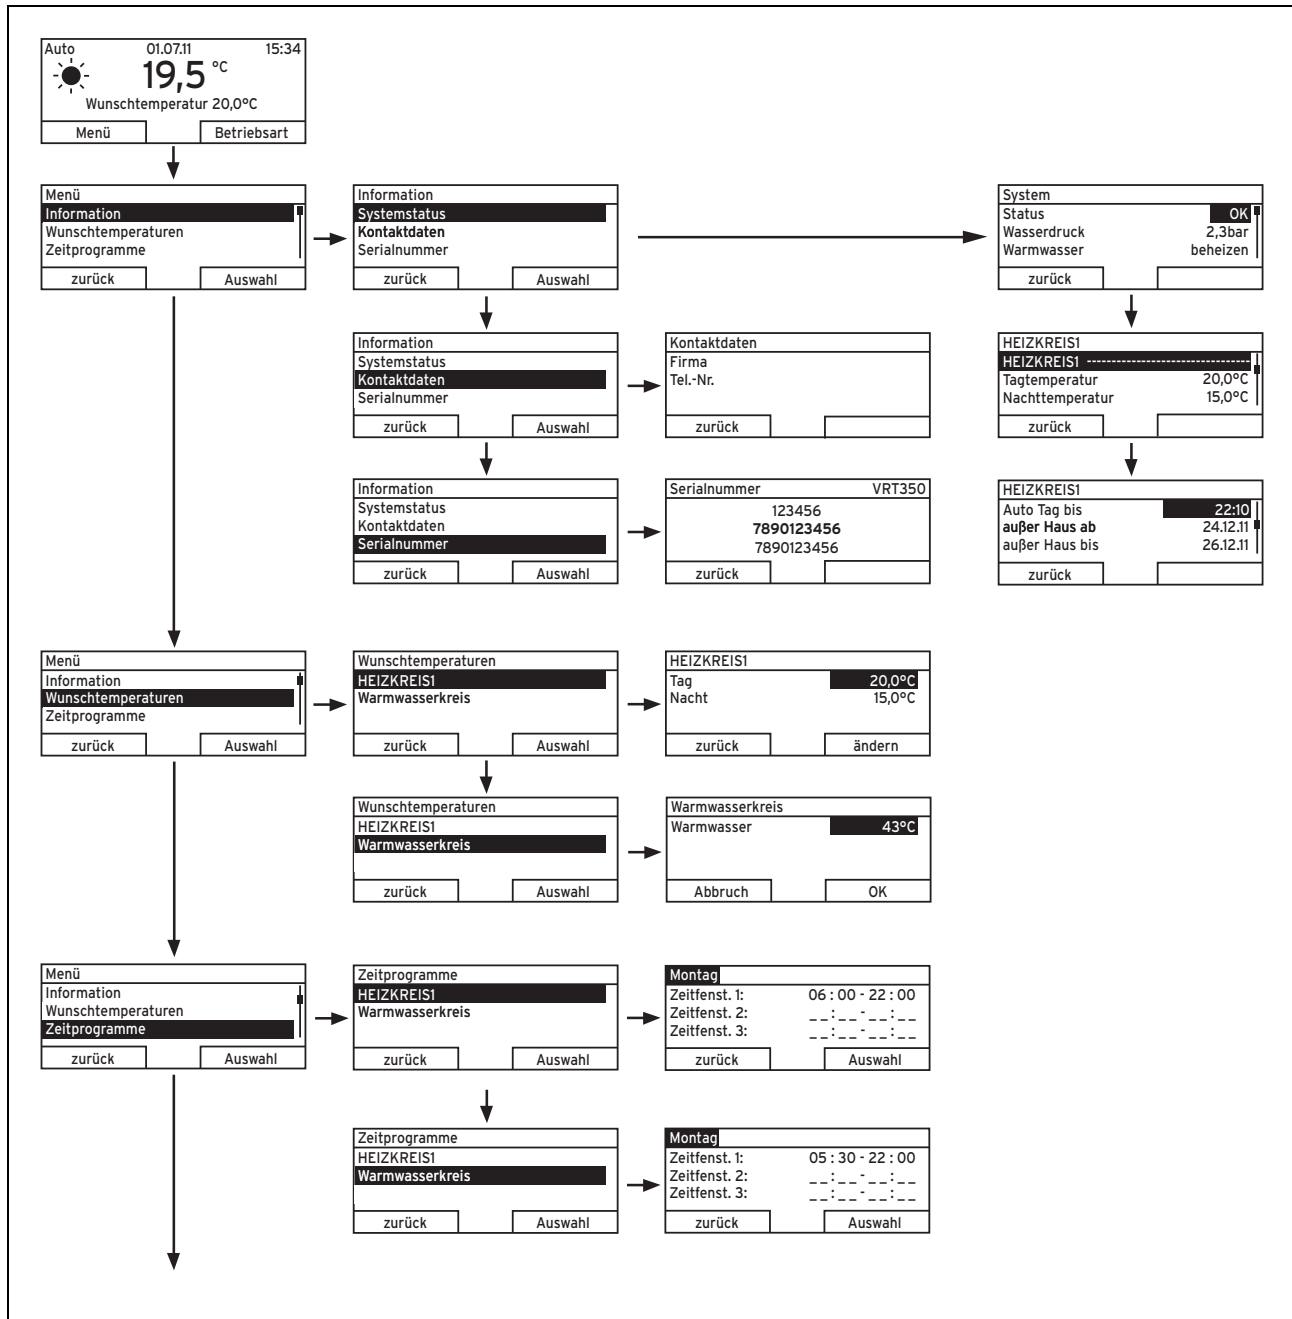 Auto 01.07.11 15:34
19,5 °C
Wunschtemperatur 20,0°C
Menü Betriebsart
Menü
Information
Wunschtemperaturen
Zeitprogramme
zurück Auswahl
Information
Systemstatus
Kontaktdaten
Serialnummer
zurück Auswahl
System
Status OK
Wasserdruck 2,3bar
Warmwasser beheizen
zurück
Information
Systemstatus
Kontaktdaten
Serialnummer
zurück Auswahl
Kontaktdaten
Firma
Tel.-Nr.
zurück
HEIZKREIS1
HEIZKREIS1 --------------------------------
Tagtemperatur 20,0°C
Nachttemperatur 15,0°C
zurück
Information
Systemstatus
Kontaktdaten
Serialnummer
zurück Auswahl
Serialnummer VRT350
123456
7890123456
7890123456
zurück
HEIZKREIS1
Auto Tag bis 22:10
außer Haus ab 24.12.11
außer Haus bis 26.12.11
zurück
Menü
Information
Wunschtemperaturen
Zeitprogramme
zurück Auswahl
Wunschtemperaturen
HEIZKREIS1
Warmwasserkreis
zurück Auswahl
HEIZKREIS1
Tag 20,0°C
Nacht 15,0°C
zurück ändern
Wunschtemperaturen
HEIZKREIS1
Warmwasserkreis
zurück Auswahl
Warmwasserkreis
Warmwasser 43°C
Abbruch OK
Menü
Information
Wunschtemperaturen
Zeitprogramme
zurück Auswahl
Zeitprogramme
HEIZKREIS1
Warmwasserkreis
zurück Auswahl
Montag
Zeitfenst. 1: 06 : 00 - 22 : 00
Zeitfenst. 2: _ _ : _ _ - _ _ : _ _
Zeitfenst. 3: _ _ : _ _ - _ _ : _ _
zurück Auswahl
Zeitprogramme
HEIZKREIS1
Warmwasserkreis
zurück Auswahl
Montag
Zeitfenst. 1: 05 : 30 - 22 : 00
Zeitfenst. 2: _ _ : _ _ - _ _ : _ _
Zeitfenst. 3: _ _ : _ _ - _ _ : _ _
zurück Auswahl